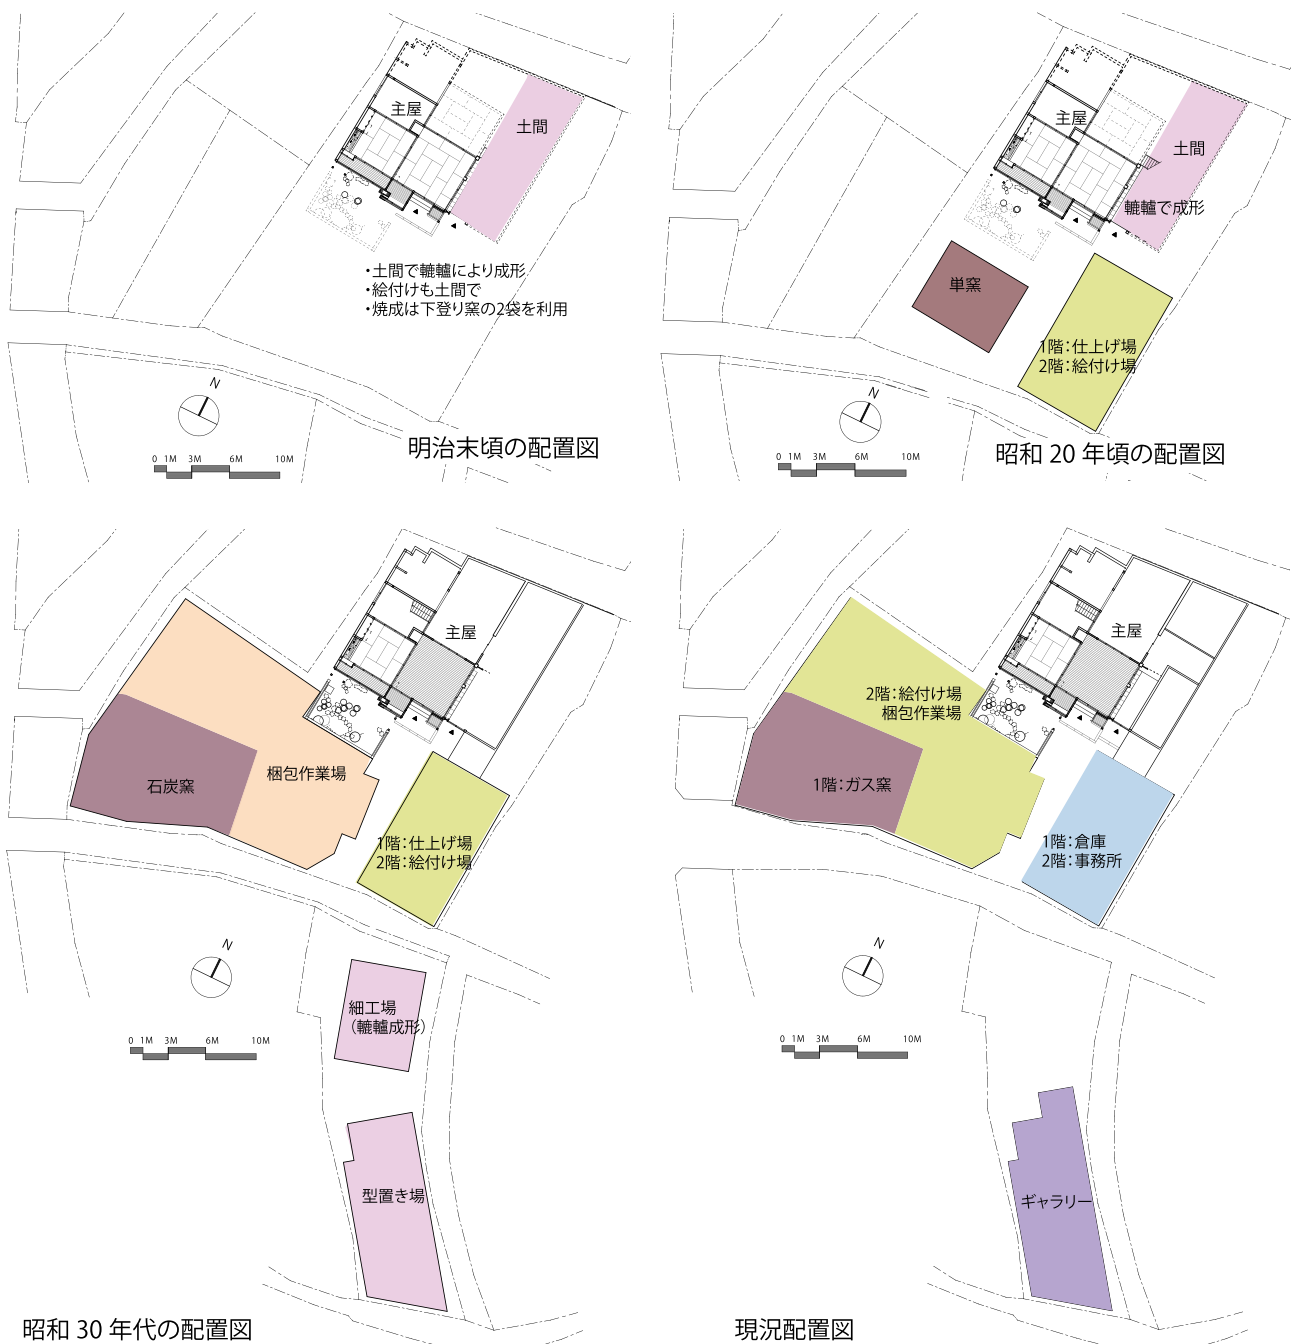 主屋
土間
・土間で轆轤により成形
・絵付けも土間で
・焼成は下登り窯の2袋を利用
N
0 1M 3M 6M 10M
明治末頃の配置図
主屋
土間
轆轤で成形
単窯
1階：仕上げ場
2階：絵付け場
N
0 1M 3M 6M 10M
昭和 20 年頃の配置図
主屋
梱包作業場
石炭窯
1階：仕上げ場
2階：絵付け場
N
細工場
（轆轤成形）
0 1M 3M 6M 10M
型置き場
昭和 30 年代の配置図
主屋
2階：絵付け場
梱包作業場
1階：ガス窯
1階：倉庫
2階：事務所
N
0 1M 3M 6M 10M
ギャラリー
現況配置図